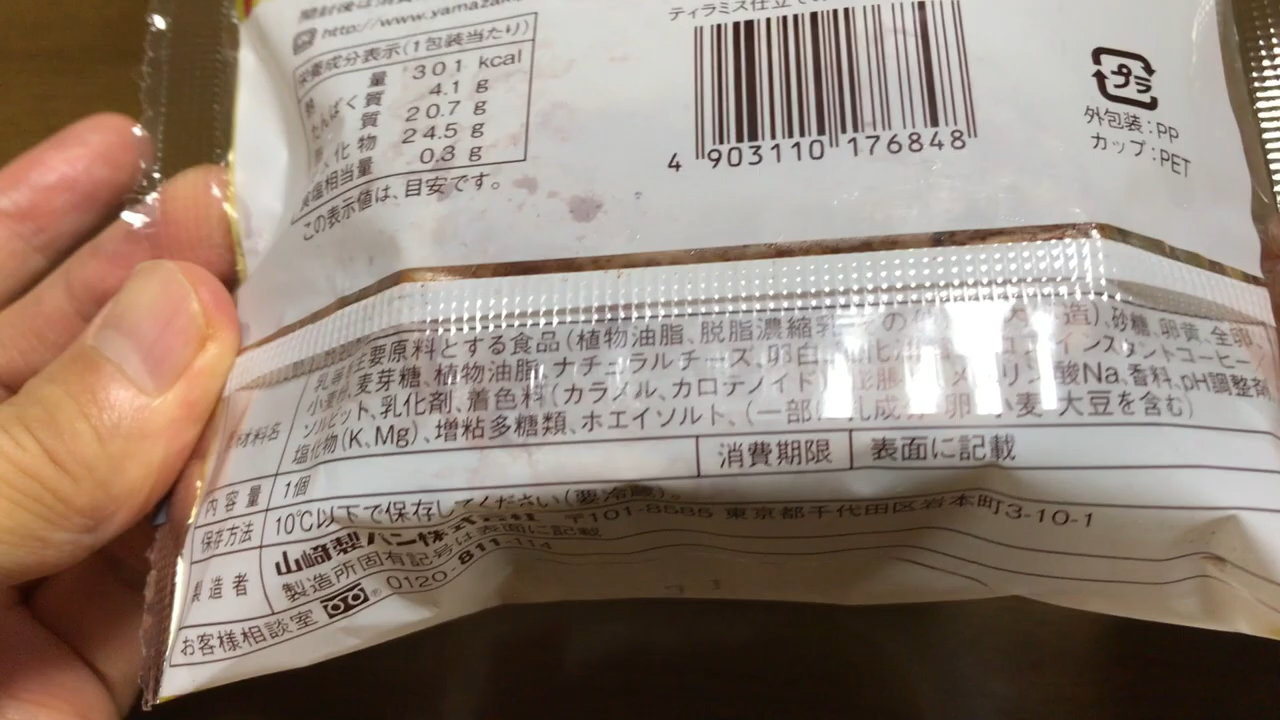 開封後は消費
http://www.yamazak
栄養成分表示(1包装当たり)
量 301 kcal
たんぱく質 4.1 g
質 20.7 g
化物 24.5 g
食塩相当量 0.3 g
この表示値は、目安です。
ティラミス仕立て
4 903110 176848
プラ
外包装:PP
カップ:PET
主要原料とする食品(植物油脂、脱脂濃縮乳 造)、砂糖、卵黄、全卵、
小麦粉、麦芽糖、植物油脂、ナチュラルチーズ、卵白、 インスタントコーヒー、
ソルビット、乳化剤、着色料(カラメル、カロテノイド) 酸Na、香料、pH調整剤、
塩化物(K、Mg)、増粘多糖類、ホエイソルト、(一部に乳成分・卵・小麦・大豆を含む)
材料名
内容量 1個 消費期限 表面に記載
保存方法 10℃以下で保存してください(要冷蔵)。
製造者 山崎製パン株式会社 〒101-8585 東京都千代田区岩本町3-10-1
製造所固有記号は表面に記載
お客様相談室 0120-811-114